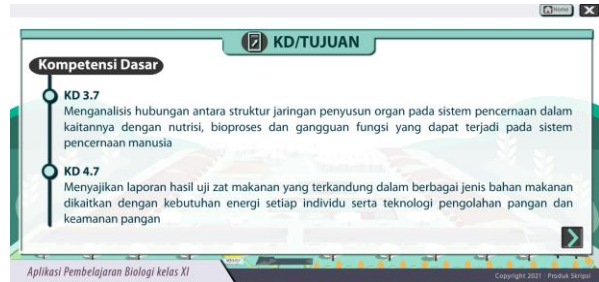 Home
KD/TUJUAN
Kompetensi Dasar
KD 3.7
Menganalisis hubungan antara struktur jaringan penyusun organ pada sistem pencernaan dalam
kaitannya dengan nutrisi, bioproses dan gangguan fungsi yang dapat terjadi pada sistem
pencernaan manusia
KD 4.7
Menyajikan laporan hasil uji zat makanan yang terkandung dalam berbagai jenis bahan makanan
dikaitkan dengan kebutuhan energi setiap individu serta teknologi pengolahan pangan dan
keamanan pangan
Aplikasi Pembelajaran Biologi kelas XI
Copyright 2021 Produk Skripsi